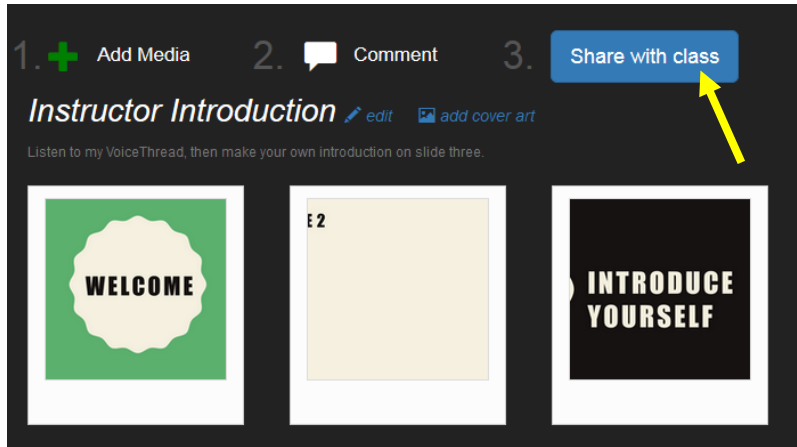 1. Add Media 2. Comment 3. Share with class
Instructor Introduction edit add cover art
Listen to my VoiceThread, then make your own introduction on slide three.
WELCOME
E 2
INTRODUCE
YOURSELF